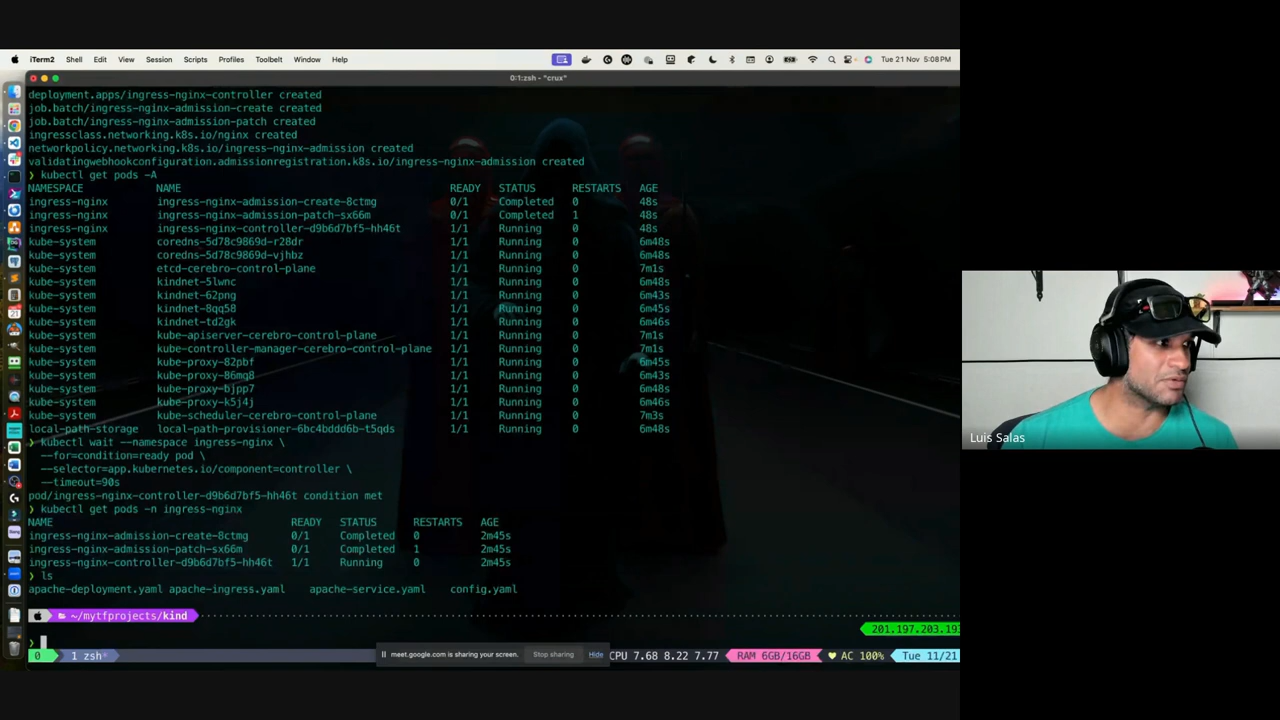 iTerm2 Shell Edit View Session Scripts Profiles Toolbelt Window Help Tue 21 Nov 5:08PM
0:1:zsh - "crux"
deployment.apps/ingress-nginx-controller created
job.batch/ingress-nginx-admission-create created
job.batch/ingress-nginx-admission-patch created
ingressclass.networking.k8s.io/nginx created
networkpolicy.networking.k8s.io/ingress-nginx-admission created
validatingwebhookconfiguration.admissionregistration.k8s.io/ingress-nginx-admission created
❯ kubectl get pods -A
NAMESPACE NAME READY STATUS RESTARTS AGE
ingress-nginx ingress-nginx-admission-create-8ctmg 0/1 Completed 0 48s
ingress-nginx ingress-nginx-admission-patch-sx66m 0/1 Completed 1 48s
ingress-nginx ingress-nginx-controller-d9b6d7bf5-hh46t 1/1 Running 0 48s
kube-system coredns-5d78c9869d-r28dr 1/1 Running 0 6m48s
kube-system coredns-5d78c9869d-vjhbz 1/1 Running 0 6m48s
kube-system etcd-cerebro-control-plane 1/1 Running 0 7m1s
kube-system kindnet-5lwnc 1/1 Running 0 6m48s
kube-system kindnet-62png 1/1 Running 0 6m43s
kube-system kindnet-8qq58 1/1 Running 0 6m45s
kube-system kindnet-td2gk 1/1 Running 0 6m46s
kube-system kube-apiserver-cerebro-control-plane 1/1 Running 0 7m1s
kube-system kube-controller-manager-cerebro-control-plane 1/1 Running 0 7m1s
kube-system kube-proxy-82pbf 1/1 Running 0 6m45s
kube-system kube-proxy-86mg8 1/1 Running 0 6m43s
kube-system kube-proxy-bjpp7 1/1 Running 0 6m48s
kube-system kube-proxy-k5j4j 1/1 Running 0 6m46s
kube-system kube-scheduler-cerebro-control-plane 1/1 Running 0 7m3s
local-path-storage local-path-provisioner-6bc4bddd6b-t5qds 1/1 Running 0 6m48s
❯ kubectl wait --namespace ingress-nginx \
--for=condition=ready pod \
--selector=app.kubernetes.io/component=controller \
--timeout=90s
pod/ingress-nginx-controller-d9b6d7bf5-hh46t condition met
❯ kubectl get pods -n ingress-nginx
NAME READY STATUS RESTARTS AGE
ingress-nginx-admission-create-8ctmg 0/1 Completed 0 2m45s
ingress-nginx-admission-patch-sx66m 0/1 Completed 1 2m45s
ingress-nginx-controller-d9b6d7bf5-hh46t 1/1 Running 0 2m45s
❯ ls
apache-deployment.yaml apache-ingress.yaml apache-service.yaml config.yaml
~/mytfprojects/kind
201.197.203.19
❯
0 1 zsh* meet.google.com is sharing your screen. Stop sharing Hide CPU 7.68 8.22 7.77 RAM 6GB/16GB ♥ AC 100% Tue 11/21
Luis Salas